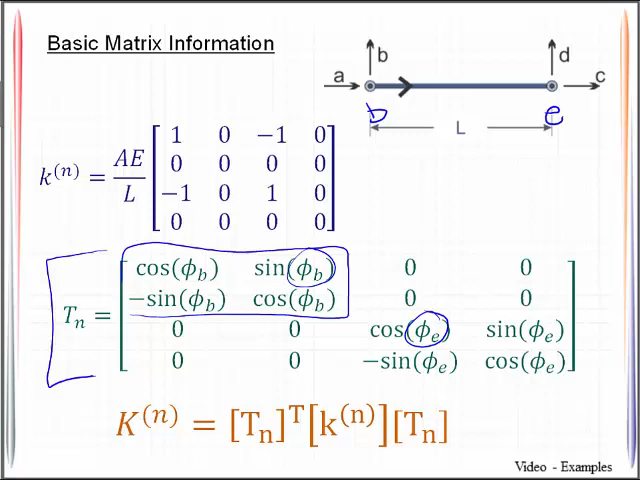 Basic Matrix Information
b d
a c
b e
L
k^(n) = AE/L [ 1 0 −1 0
0 0 0 0
−1 0 1 0
0 0 0 0 ]
T_n = [ cos(ϕ_b) sin(ϕ_b) 0 0
−sin(ϕ_b) cos(ϕ_b) 0 0
0 0 cos(ϕ_e) sin(ϕ_e)
0 0 −sin(ϕ_e) cos(ϕ_e) ]
K^(n) = [T_n]^T[k^(n)][T_n]
Video - Examples